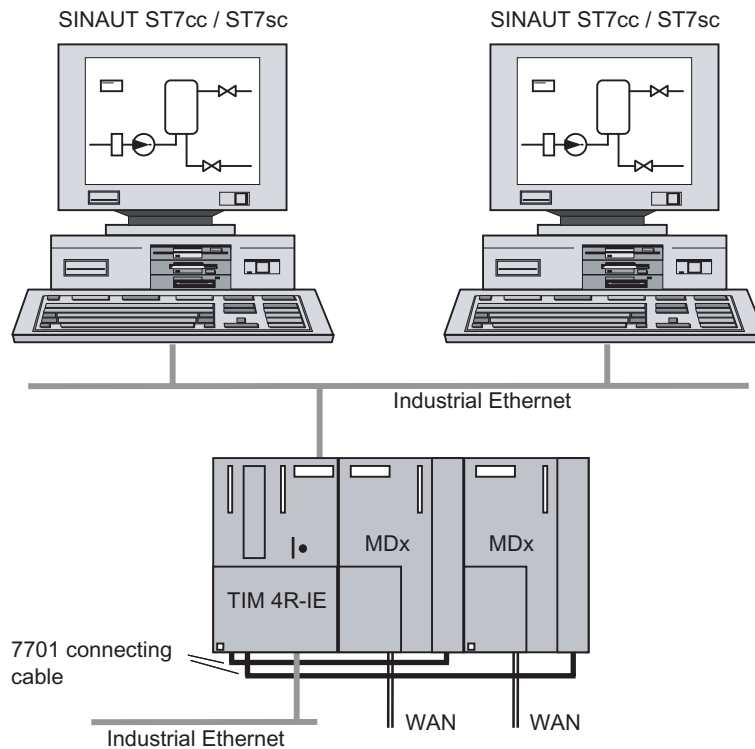 SINAUT ST7cc / ST7sc
SINAUT ST7cc / ST7sc
Industrial Ethernet
MDx
MDx
TIM 4R-IE
7701 connecting
cable
WAN
WAN
Industrial Ethernet